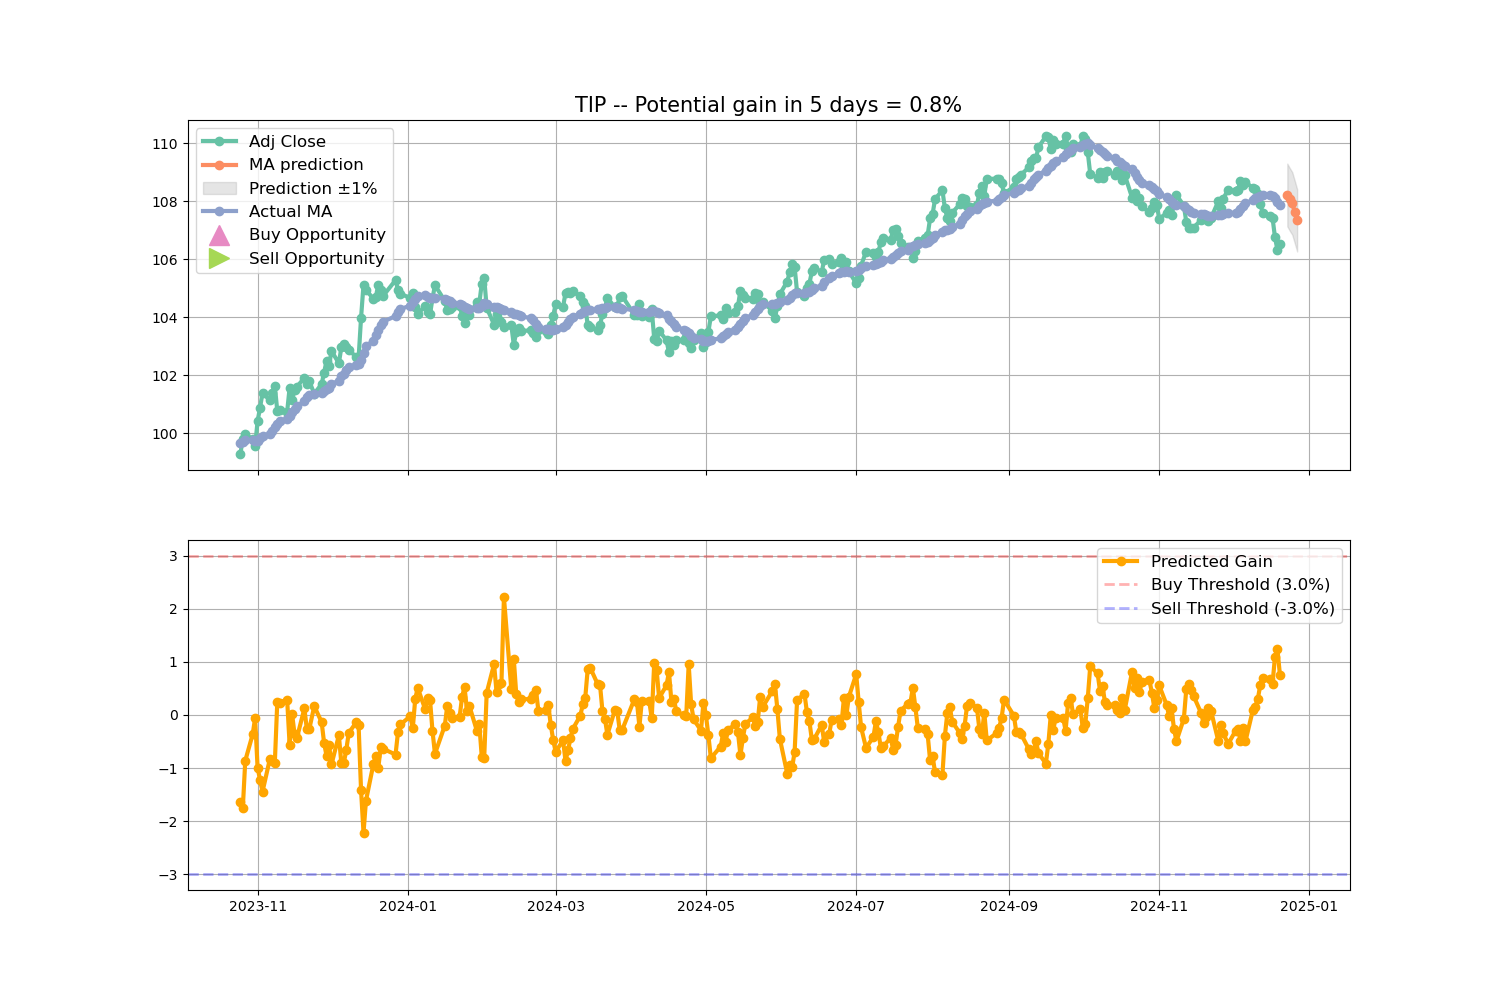 TIP -- Potential gain in 5 days = 0.8%
110
108
106
104
102
100
Adj Close
MA prediction
Prediction ±1%
Actual MA
Buy Opportunity
Sell Opportunity
3
2
1
0
−1
−2
−3
Predicted Gain
Buy Threshold (3.0%)
Sell Threshold (-3.0%)
2023-11 2024-01 2024-03 2024-05 2024-07 2024-09 2024-11 2025-01